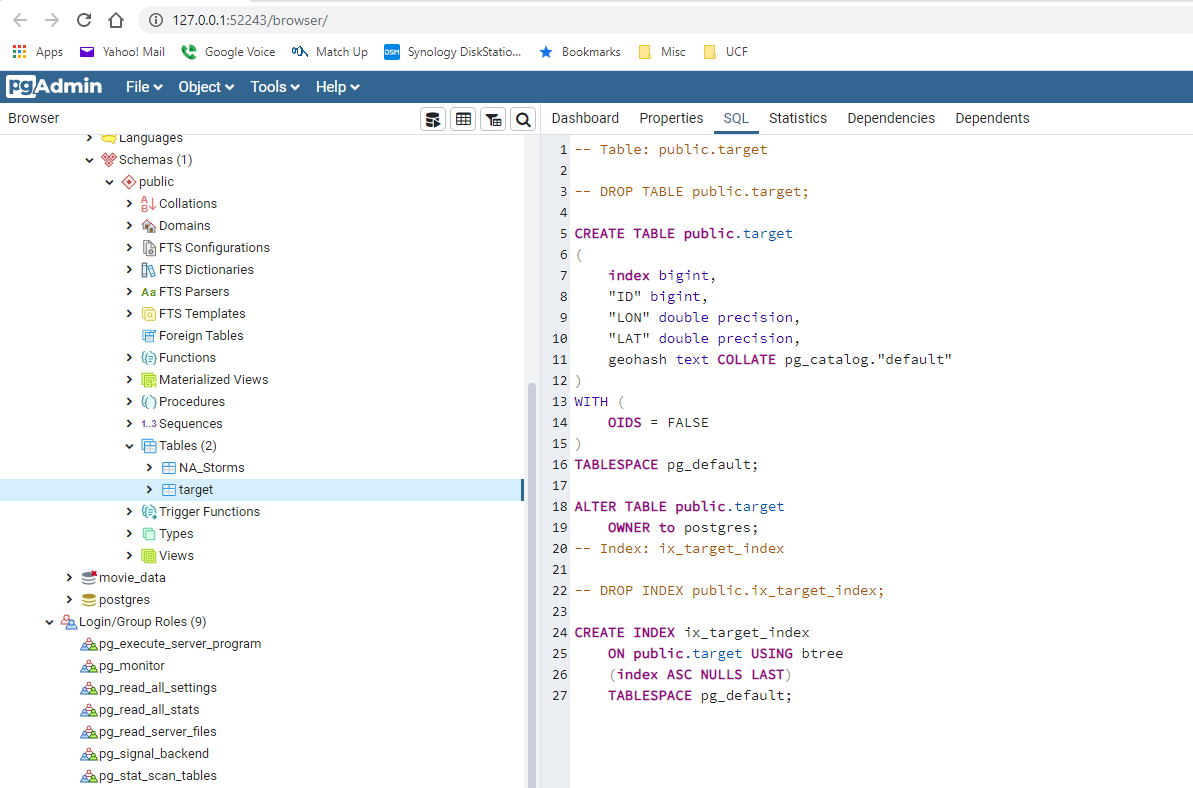 127.0.0.1:52243/browser/
Apps Yahoo! Mail Google Voice Match Up DSM Synology DiskStatio... Bookmarks Misc UCF
pgAdmin File Object Tools Help
Browser
Dashboard Properties SQL Statistics Dependencies Dependents
Languages
Schemas (1)
public
Collations
Domains
FTS Configurations
FTS Dictionaries
Aa FTS Parsers
FTS Templates
Foreign Tables
Functions
Materialized Views
Procedures
1..3 Sequences
Tables (2)
NA_Storms
target
Trigger Functions
Types
Views
movie_data
postgres
Login/Group Roles (9)
pg_execute_server_program
pg_monitor
pg_read_all_settings
pg_read_all_stats
pg_read_server_files
pg_signal_backend
pg_stat_scan_tables
1 -- Table: public.target
2
3 -- DROP TABLE public.target;
4
5 CREATE TABLE public.target
6 (
7     index bigint,
8     "ID" bigint,
9     "LON" double precision,
10     "LAT" double precision,
11     geohash text COLLATE pg_catalog."default"
12 )
13 WITH (
14     OIDS = FALSE
15 )
16 TABLESPACE pg_default;
17
18 ALTER TABLE public.target
19     OWNER to postgres;
20 -- Index: ix_target_index
21
22 -- DROP INDEX public.ix_target_index;
23
24 CREATE INDEX ix_target_index
25     ON public.target USING btree
26     (index ASC NULLS LAST)
27     TABLESPACE pg_default;